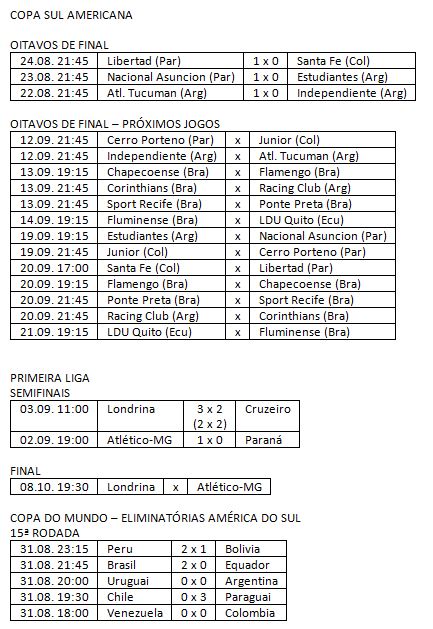 COPA SUL AMERICANA
OITAVOS DE FINAL
24.08. 21:45 Libertad (Par) 1 x 0 Santa Fe (Col)
23.08. 21:45 Nacional Asuncion (Par) 1 x 0 Estudiantes (Arg)
22.08. 21:45 Atl. Tucuman (Arg) 1 x 0 Independiente (Arg)
OITAVOS DE FINAL – PRÓXIMOS JOGOS
12.09. 21:45 Cerro Porteno (Par) x Junior (Col)
12.09. 21:45 Independiente (Arg) x Atl. Tucuman (Arg)
13.09. 19:15 Chapecoense (Bra) x Flamengo (Bra)
13.09. 21:45 Corinthians (Bra) x Racing Club (Arg)
13.09. 21:45 Sport Recife (Bra) x Ponte Preta (Bra)
14.09. 19:15 Fluminense (Bra) x LDU Quito (Ecu)
19.09. 19:15 Estudiantes (Arg) x Nacional Asuncion (Par)
19.09. 21:45 Junior (Col) x Cerro Porteno (Par)
20.09. 17:00 Santa Fe (Col) x Libertad (Par)
20.09. 19:15 Flamengo (Bra) x Chapecoense (Bra)
20.09. 21:45 Ponte Preta (Bra) x Sport Recife (Bra)
20.09. 21:45 Racing Club (Arg) x Corinthians (Bra)
21.09. 19:15 LDU Quito (Ecu) x Fluminense (Bra)
PRIMEIRA LIGA
SEMIFINAIS
03.09. 11:00 Londrina 3 x 2 Cruzeiro
(2 x 2)
02.09. 19:00 Atlético-MG 1 x 0 Paraná
FINAL
08.10. 19:30 Londrina x Atlético-MG
COPA DO MUNDO – ELIMINATÓRIAS AMÉRICA DO SUL
15ª RODADA
31.08. 23:15 Peru 2 x 1 Bolivia
31.08. 21:45 Brasil 2 x 0 Equador
31.08. 20:00 Uruguai 0 x 0 Argentina
31.08. 19:30 Chile 0 x 3 Paraguai
31.08. 18:00 Venezuela 0 x 0 Colombia